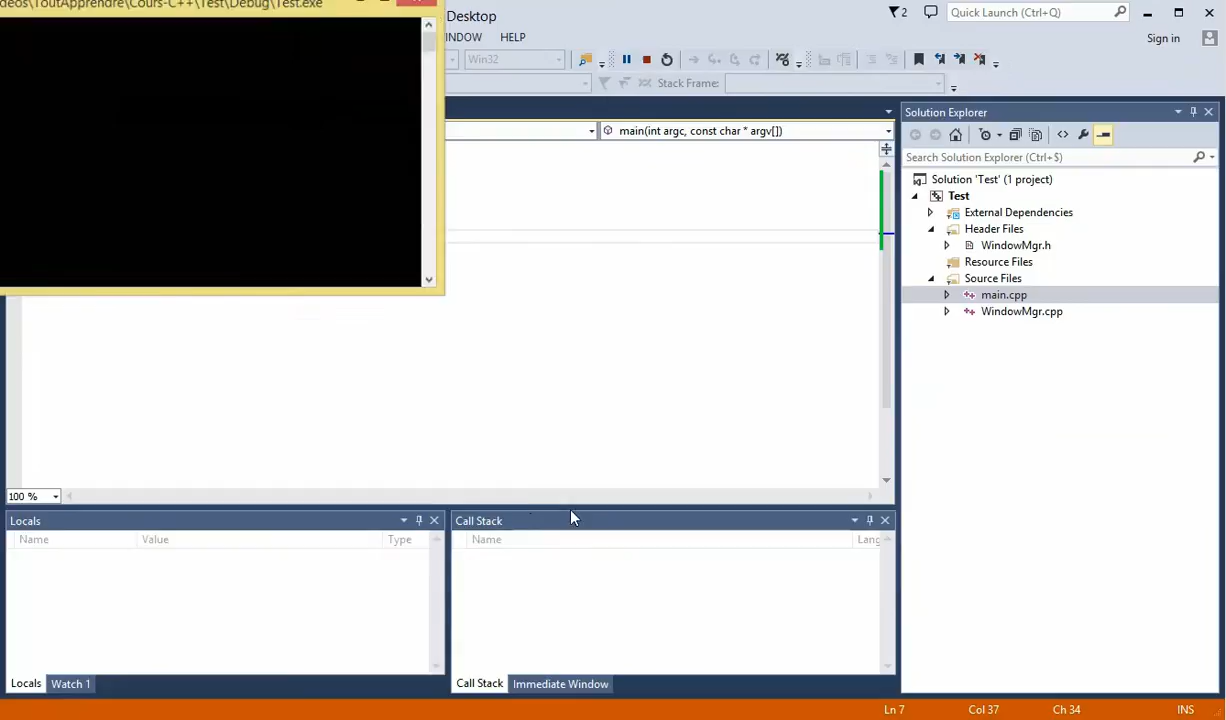 deos\ToutApprendre\Cours-C++\Test\Debug\Test.exe
Desktop
2
Quick Launch (Ctrl+Q)
WINDOW HELP
Sign in
Win32
Stack Frame:
main(int argc, const char * argv[])
Solution Explorer
Search Solution Explorer (Ctrl+$)
Solution 'Test' (1 project)
Test
External Dependencies
Header Files
WindowMgr.h
Resource Files
Source Files
main.cpp
WindowMgr.cpp
100 %
Locals
Name Value Type
Locals Watch 1
Call Stack
Name Lang
Call Stack Immediate Window
Ln 7 Col 37 Ch 34 INS